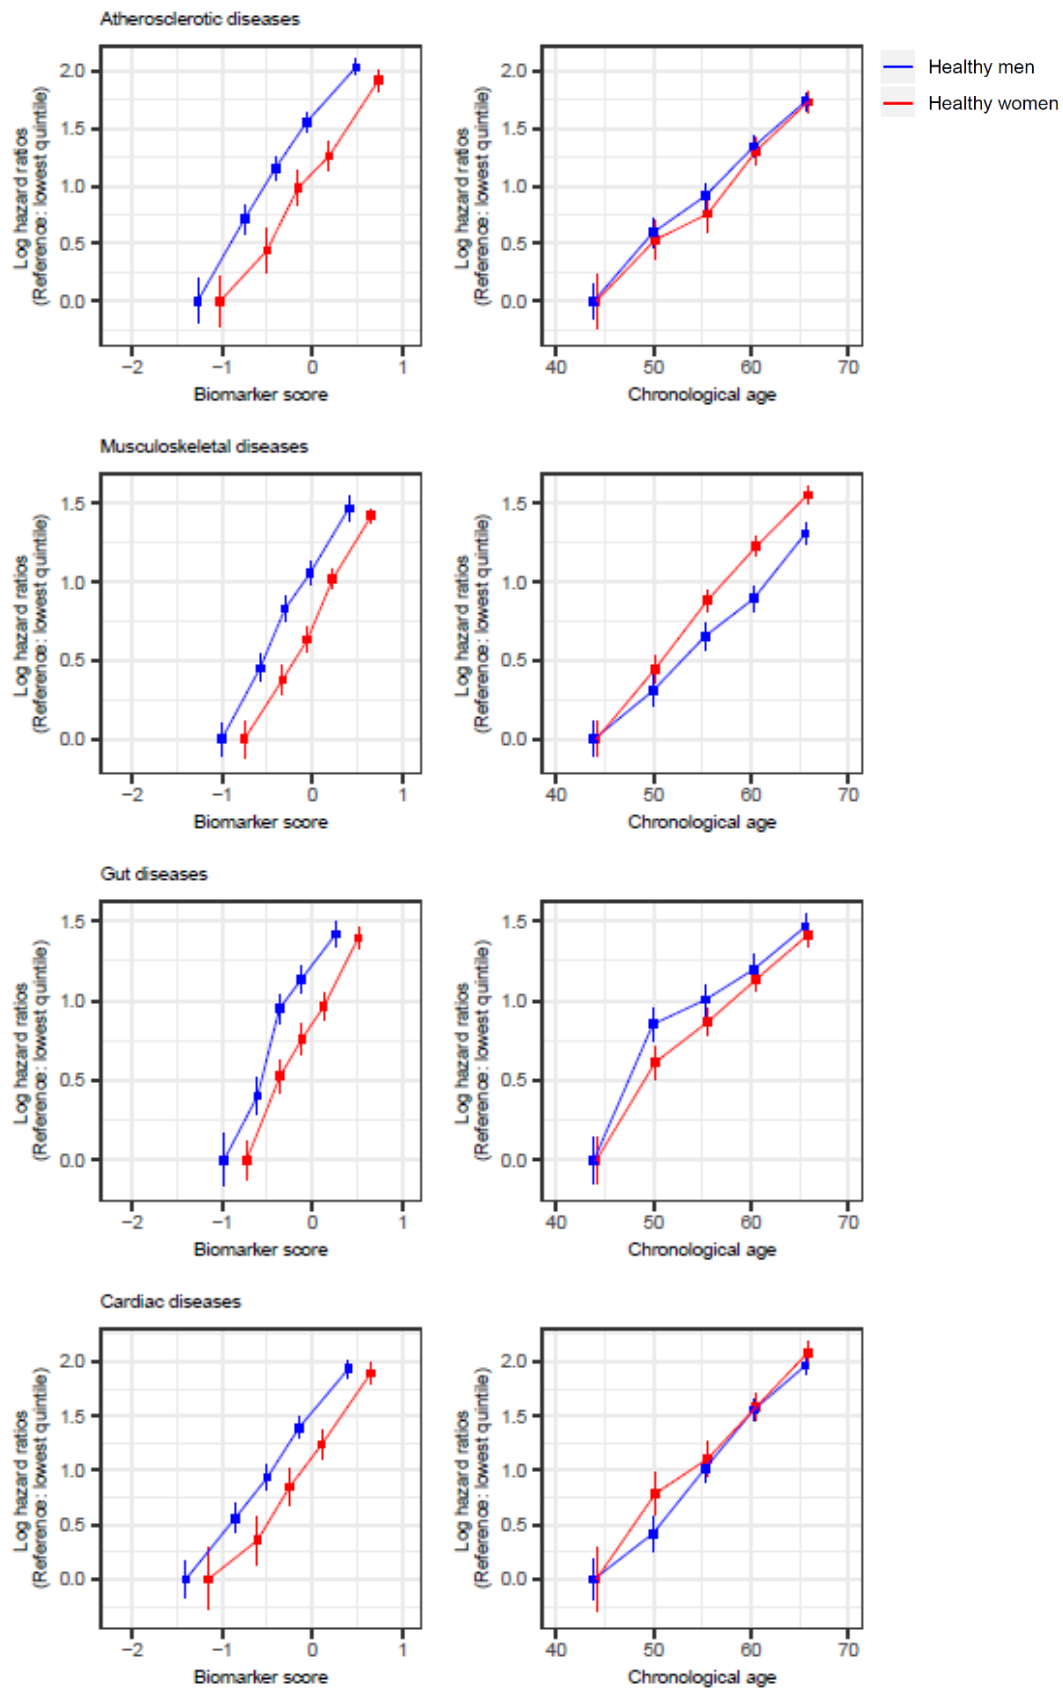 Atherosclerotic diseases
Log hazard ratios
(Reference: lowest quintile)
2.0
1.5
1.0
0.5
0.0
−2 −1 0 1
Biomarker score
Log hazard ratios
(Reference: lowest quintile)
2.0
1.5
1.0
0.5
0.0
40 50 60 70
Chronological age
Healthy men
Healthy women
Musculoskeletal diseases
Log hazard ratios
(Reference: lowest quintile)
1.5
1.0
0.5
0.0
−2 −1 0 1
Biomarker score
Log hazard ratios
(Reference: lowest quintile)
1.5
1.0
0.5
0.0
40 50 60 70
Chronological age
Gut diseases
Log hazard ratios
(Reference: lowest quintile)
1.5
1.0
0.5
0.0
−2 −1 0 1
Biomarker score
Log hazard ratios
(Reference: lowest quintile)
1.5
1.0
0.5
0.0
40 50 60 70
Chronological age
Cardiac diseases
Log hazard ratios
(Reference: lowest quintile)
2.0
1.5
1.0
0.5
0.0
−2 −1 0 1
Biomarker score
Log hazard ratios
(Reference: lowest quintile)
2.0
1.5
1.0
0.5
0.0
40 50 60 70
Chronological age